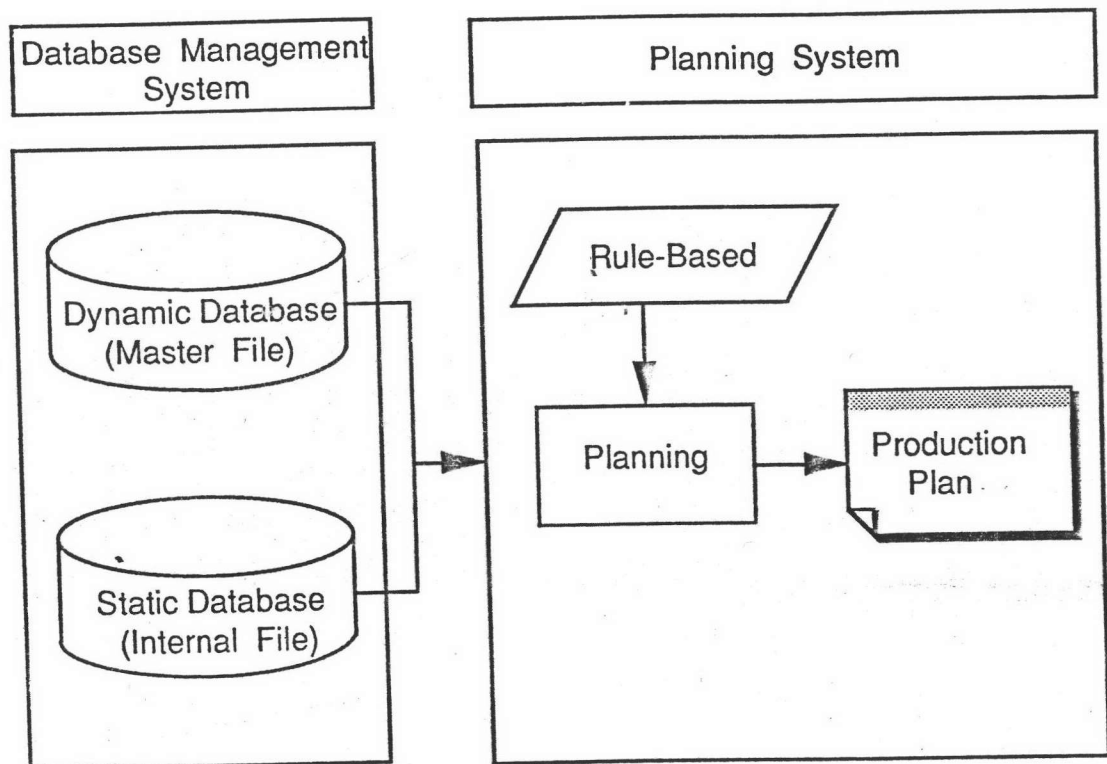 Database Management
System
Planning System
Dynamic Database
(Master File)
Static Database
(Internal File)
Rule-Based
Planning
Production
Plan